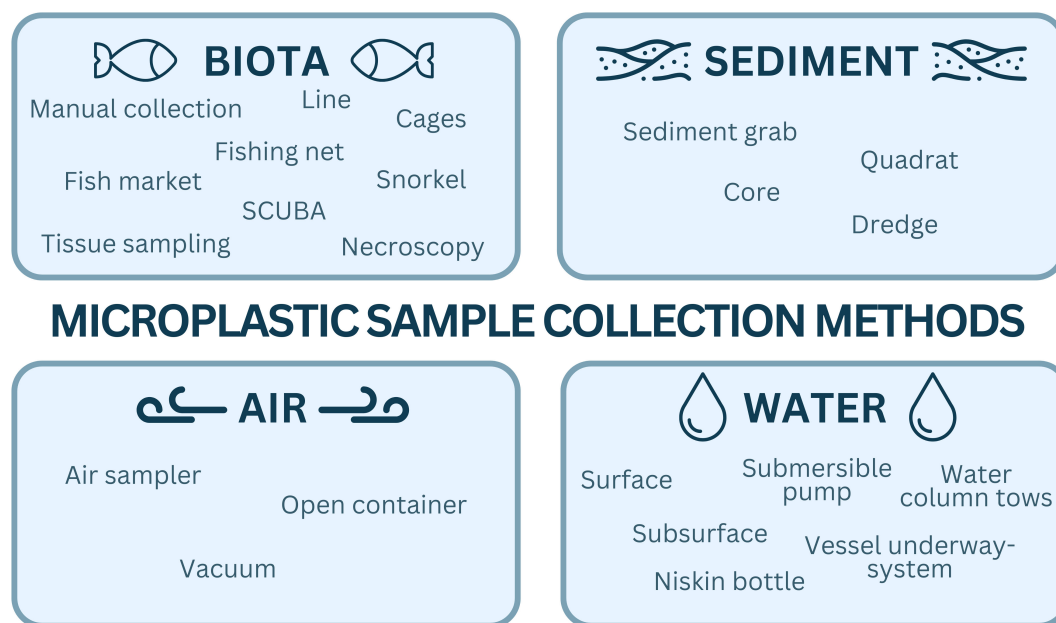 BIOTA
Manual collection
Line
Cages
Fishing net
Fish market
Snorkel
SCUBA
Tissue sampling
Necroscopy
SEDIMENT
Sediment grab
Quadrat
Core
Dredge
MICROPLASTIC SAMPLE COLLECTION METHODS
AIR
Air sampler
Open container
Vacuum
WATER
Surface
Submersible
pump
Water
column tows
Subsurface
Vessel underway-
system
Niskin bottle